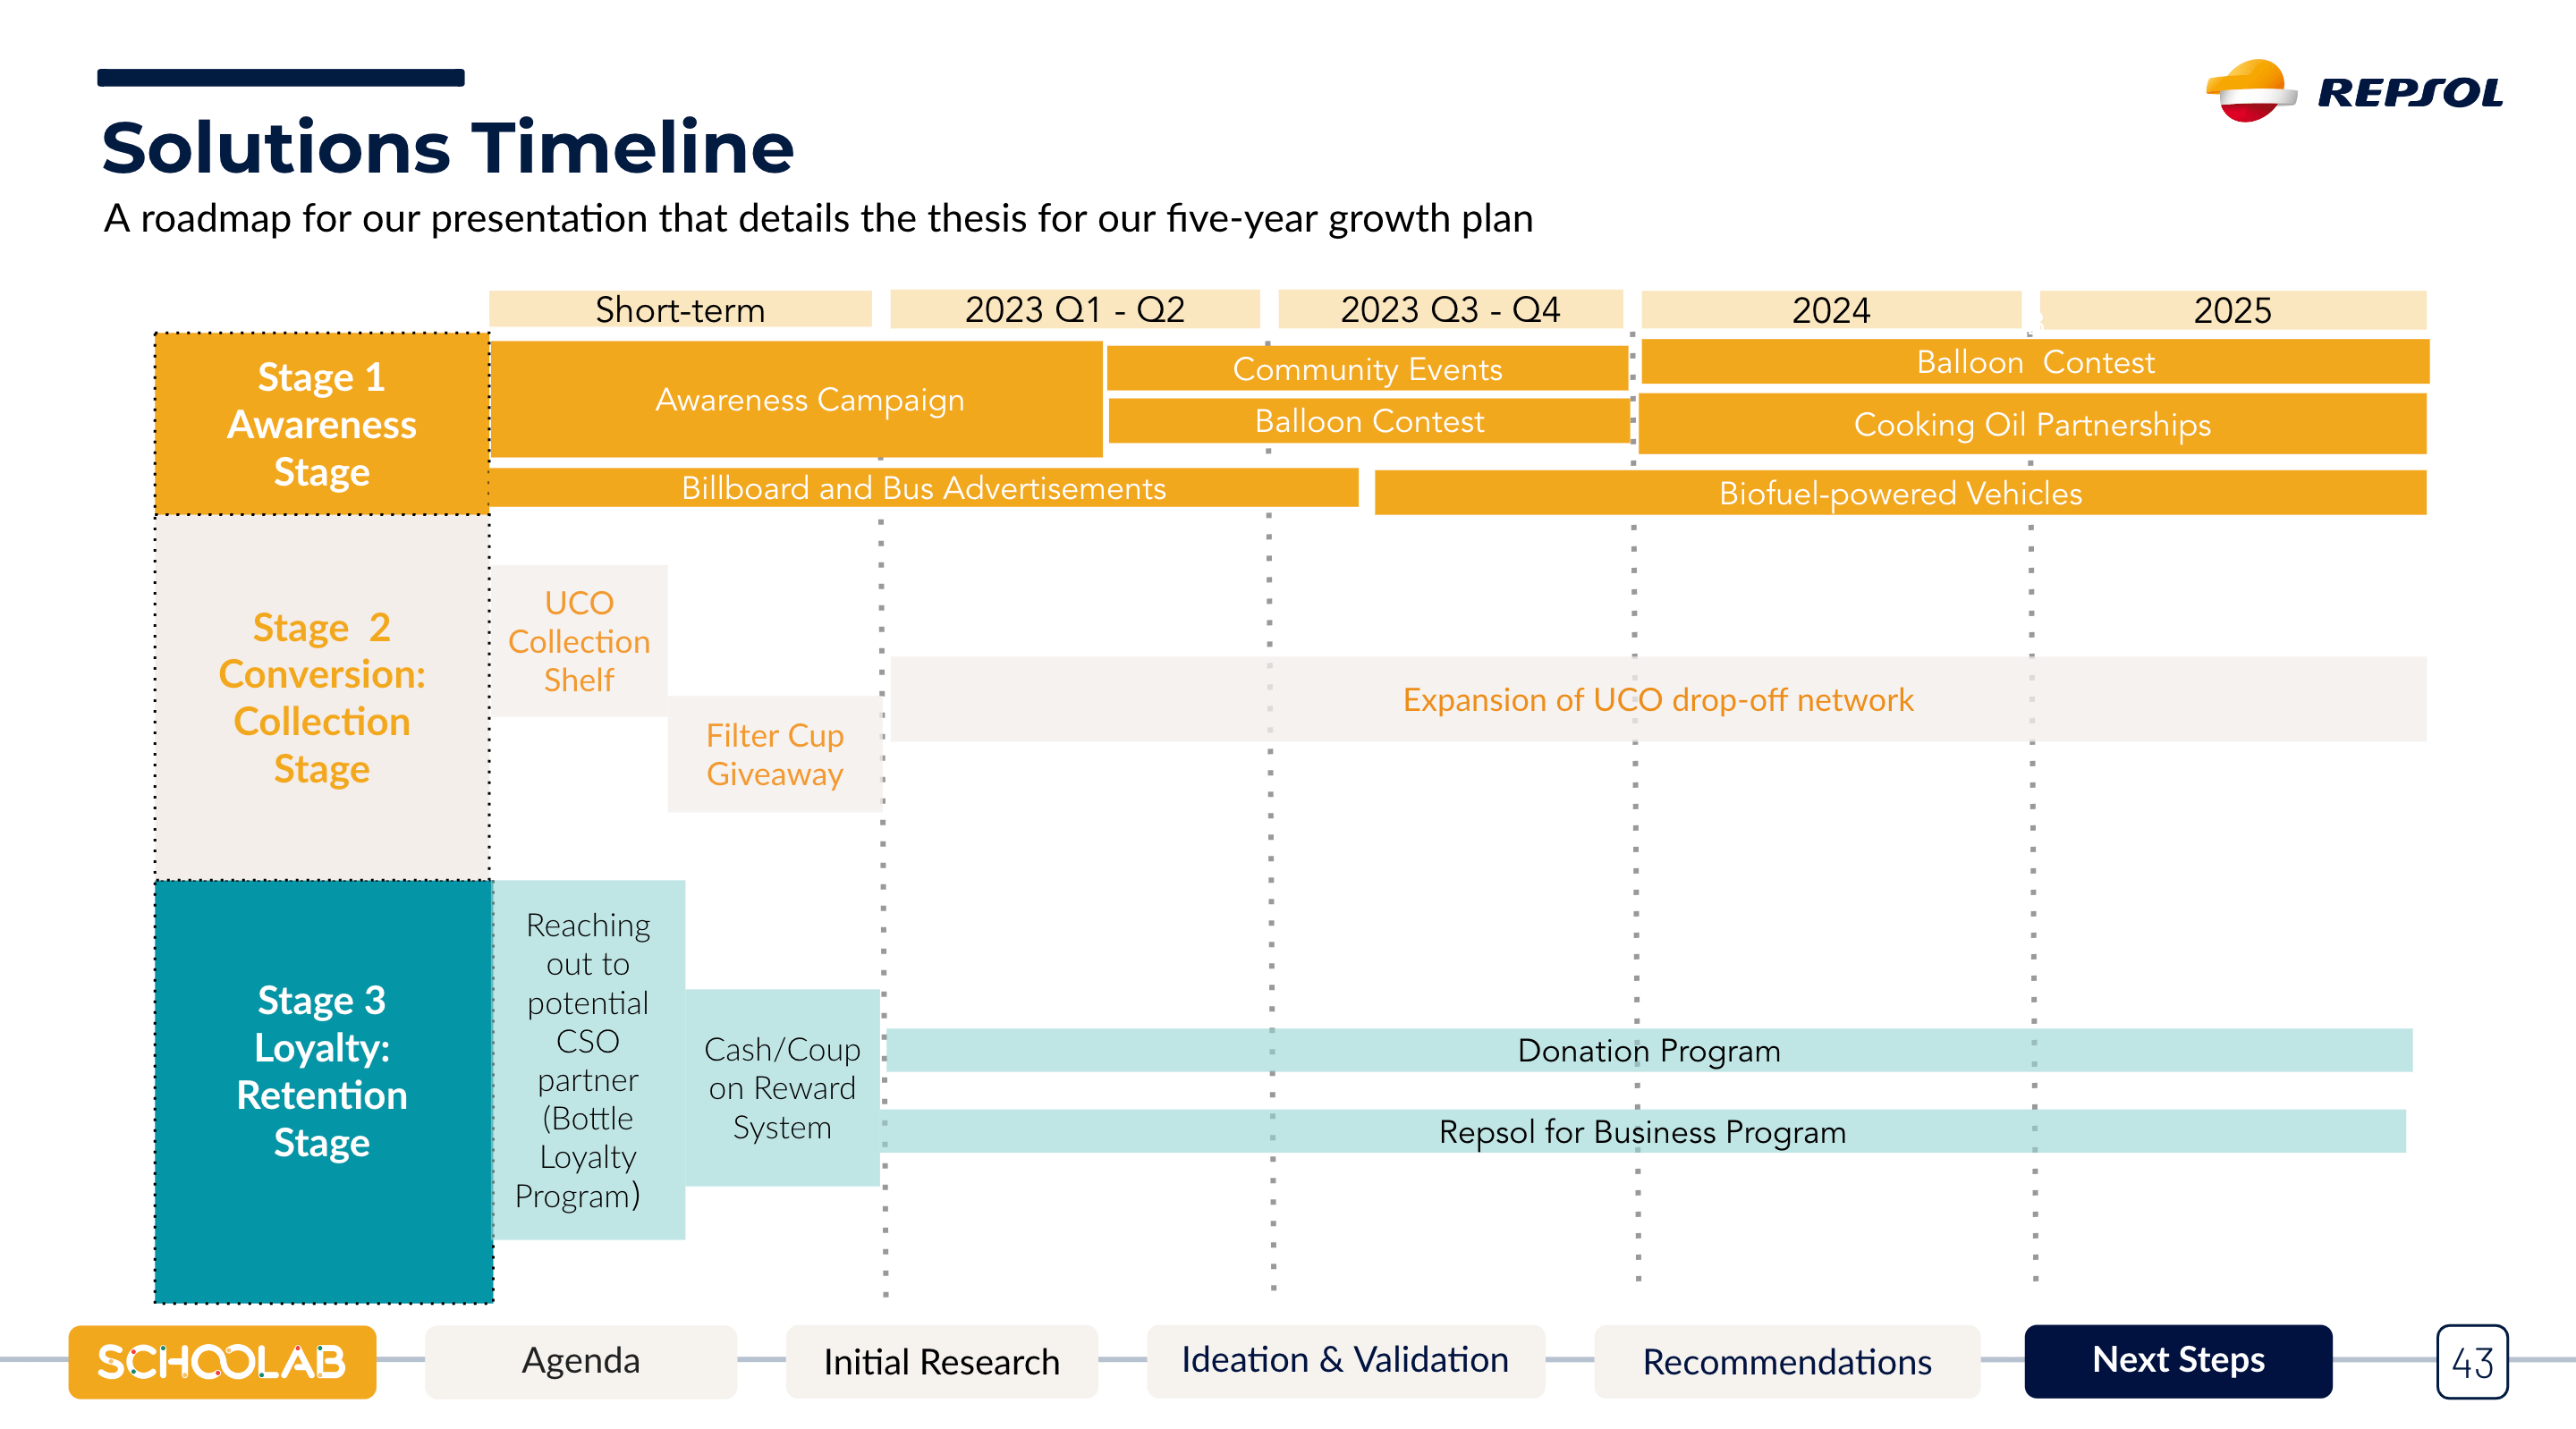 REPSOL
Solutions Timeline
A roadmap for our presentation that details the thesis for our five-year growth plan
Short-term
2023 Q1 - Q2
2023 Q3 - Q4
2024
2025
Stage 1
Awareness
Stage
Awareness Campaign
Community Events
Balloon Contest
Balloon  Contest
Cooking Oil Partnerships
Billboard and Bus Advertisements
Biofuel-powered Vehicles
Stage  2
Conversion:
Collection
Stage
UCO
Collection
Shelf
Filter Cup
Giveaway
Expansion of UCO drop-off network
Stage 3
Loyalty:
Retention
Stage
Reaching
out to
potential
CSO
partner
(Bottle
Loyalty
Program)
Cash/Coup
on Reward
System
Donation Program
Repsol for Business Program
SCHOOLAB
Agenda
Initial Research
Ideation & Validation
Recommendations
Next Steps
43